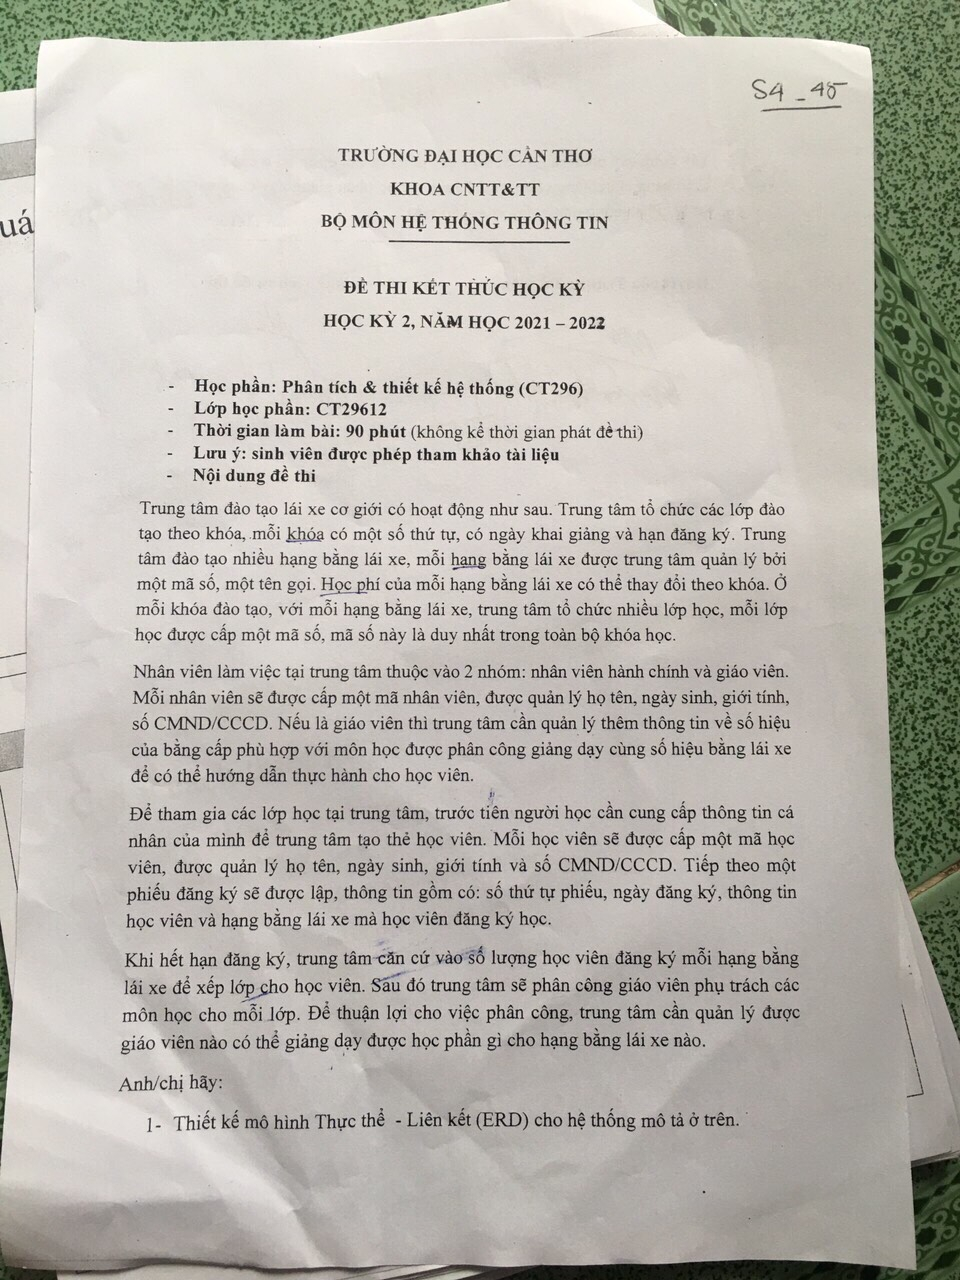 S4 - 45
TRƯỜNG ĐẠI HỌC CẦN THƠ
KHOA CNTT&TT
BỘ MÔN HỆ THỐNG THÔNG TIN
uá
ĐỀ THI KẾT THÚC HỌC KỲ
HỌC KỲ 2, NĂM HỌC 2021 – 2022
- Học phần: Phân tích & thiết kế hệ thống (CT296)
- Lớp học phần: CT29612
- Thời gian làm bài: 90 phút (không kể thời gian phát đề thi)
- Lưu ý: sinh viên được phép tham khảo tài liệu
- Nội dung đề thi
Trung tâm đào tạo lái xe cơ giới có hoạt động như sau. Trung tâm tổ chức các lớp đào
tạo theo khóa, mỗi khóa có một số thứ tự, có ngày khai giảng và hạn đăng ký. Trung
tâm đào tạo nhiều hạng bằng lái xe, mỗi hạng bằng lái xe được trung tâm quản lý bởi
một mã số, một tên gọi. Học phí của mỗi hạng bằng lái xe có thể thay đổi theo khóa. Ở
mỗi khóa đào tạo, với mỗi hạng bằng lái xe, trung tâm tổ chức nhiều lớp học, mỗi lớp
học được cấp một mã số, mã số này là duy nhất trong toàn bộ khóa học.
Nhân viên làm việc tại trung tâm thuộc vào 2 nhóm: nhân viên hành chính và giáo viên.
Mỗi nhân viên sẽ được cấp một mã nhân viên, được quản lý họ tên, ngày sinh, giới tính,
số CMND/CCCD. Nếu là giáo viên thì trung tâm cần quản lý thêm thông tin về số hiệu
của bằng cấp phù hợp với môn học được phân công giảng dạy cùng số hiệu bằng lái xe
để có thể hướng dẫn thực hành cho học viên.
Để tham gia các lớp học tại trung tâm, trước tiên người học cần cung cấp thông tin cá
nhân của mình để trung tâm tạo thẻ học viên. Mỗi học viên sẽ được cấp một mã học
viên, được quản lý họ tên, ngày sinh, giới tính và số CMND/CCCD. Tiếp theo một
phiếu đăng ký sẽ được lập, thông tin gồm có: số thứ tự phiếu, ngày đăng ký, thông tin
học viên và hạng bằng lái xe mà học viên đăng ký học.
Khi hết hạn đăng ký, trung tâm căn cứ vào số lượng học viên đăng ký mỗi hạng bằng
lái xe để xếp lớp cho học viên. Sau đó trung tâm sẽ phân công giáo viên phụ trách các
môn học cho mỗi lớp. Để thuận lợi cho việc phân công, trung tâm cần quản lý được
giáo viên nào có thể giảng dạy được học phần gì cho hạng bằng lái xe nào.
Anh/chị hãy:
1- Thiết kế mô hình Thực thể - Liên kết (ERD) cho hệ thống mô tả ở trên.